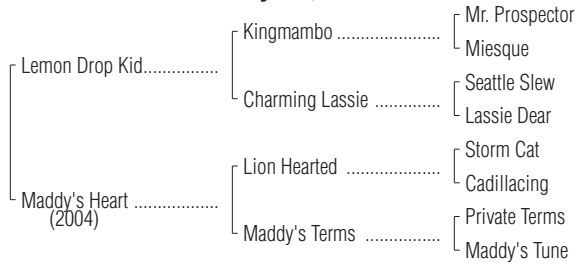 Mr. Prospector
Kingmambo ..................
Miesque
Lemon Drop Kid................
Seattle Slew
Charming Lassie ..............
Lassie Dear
Storm Cat
Lion Hearted ....................
Cadillacing
Maddy's Heart ..................
(2004)
Private Terms
Maddy's Terms ................
Maddy's Tune